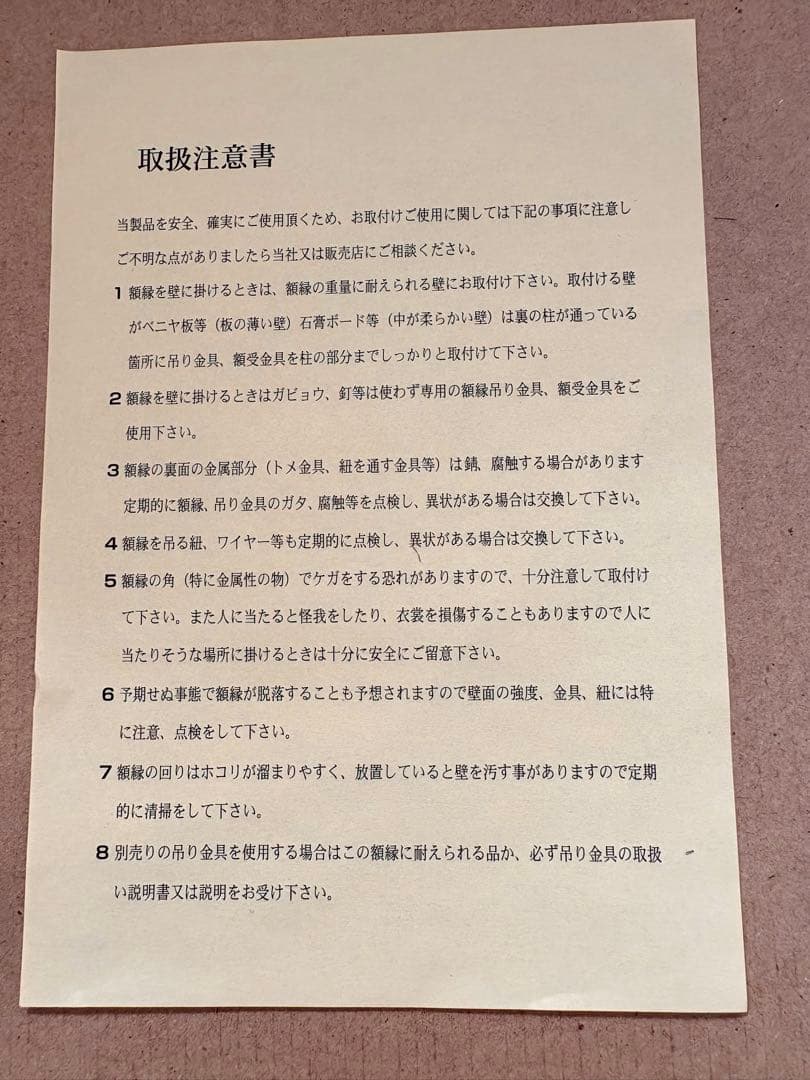 取扱注意書
当製品を安全、確実にご使用頂くため、お取付けご使用に関しては下記の事項に注意し
ご不明な点がありましたら当社又は販売店にご相談ください。
1 額縁を壁に掛けるときは、額縁の重量に耐えられる壁にお取付け下さい。取付ける壁
がベニヤ板等（板の薄い壁）石膏ボード等（中が柔らかい壁）は裏の柱が通っている
箇所に吊り金具、額受金具を柱の部分までしっかりと取付けて下さい。
2 額縁を壁に掛けるときはガビョウ、釘等は使わず専用の額縁吊り金具、額受金具をご
使用下さい。
3 額縁の裏面の金属部分（トメ金具、紐を通す金具等）は錆、腐触する場合があります
定期的に額縁、吊り金具のガタ、腐触等を点検し、異状がある場合は交換して下さい。
4 額縁を吊る紐、ワイヤー等も定期的に点検し、異状がある場合は交換して下さい。
5 額縁の角（特に金属性の物）でケガをする恐れがありますので、十分注意して取付け
て下さい。また人に当たると怪我をしたり、衣裳を損傷することもありますので人に
当たりそうな場所に掛けるときは十分に安全にご留意下さい。
6 予期せぬ事態で額縁が脱落することも予想されますので壁面の強度、金具、紐には特
に注意、点検をして下さい。
7 額縁の回りはホコリが溜まりやすく、放置していると壁を汚す事がありますので定期
的に清掃をして下さい。
8 別売りの吊り金具を使用する場合はこの額縁に耐えられる品か、必ず吊り金具の取扱
い説明書又は説明をお受け下さい。